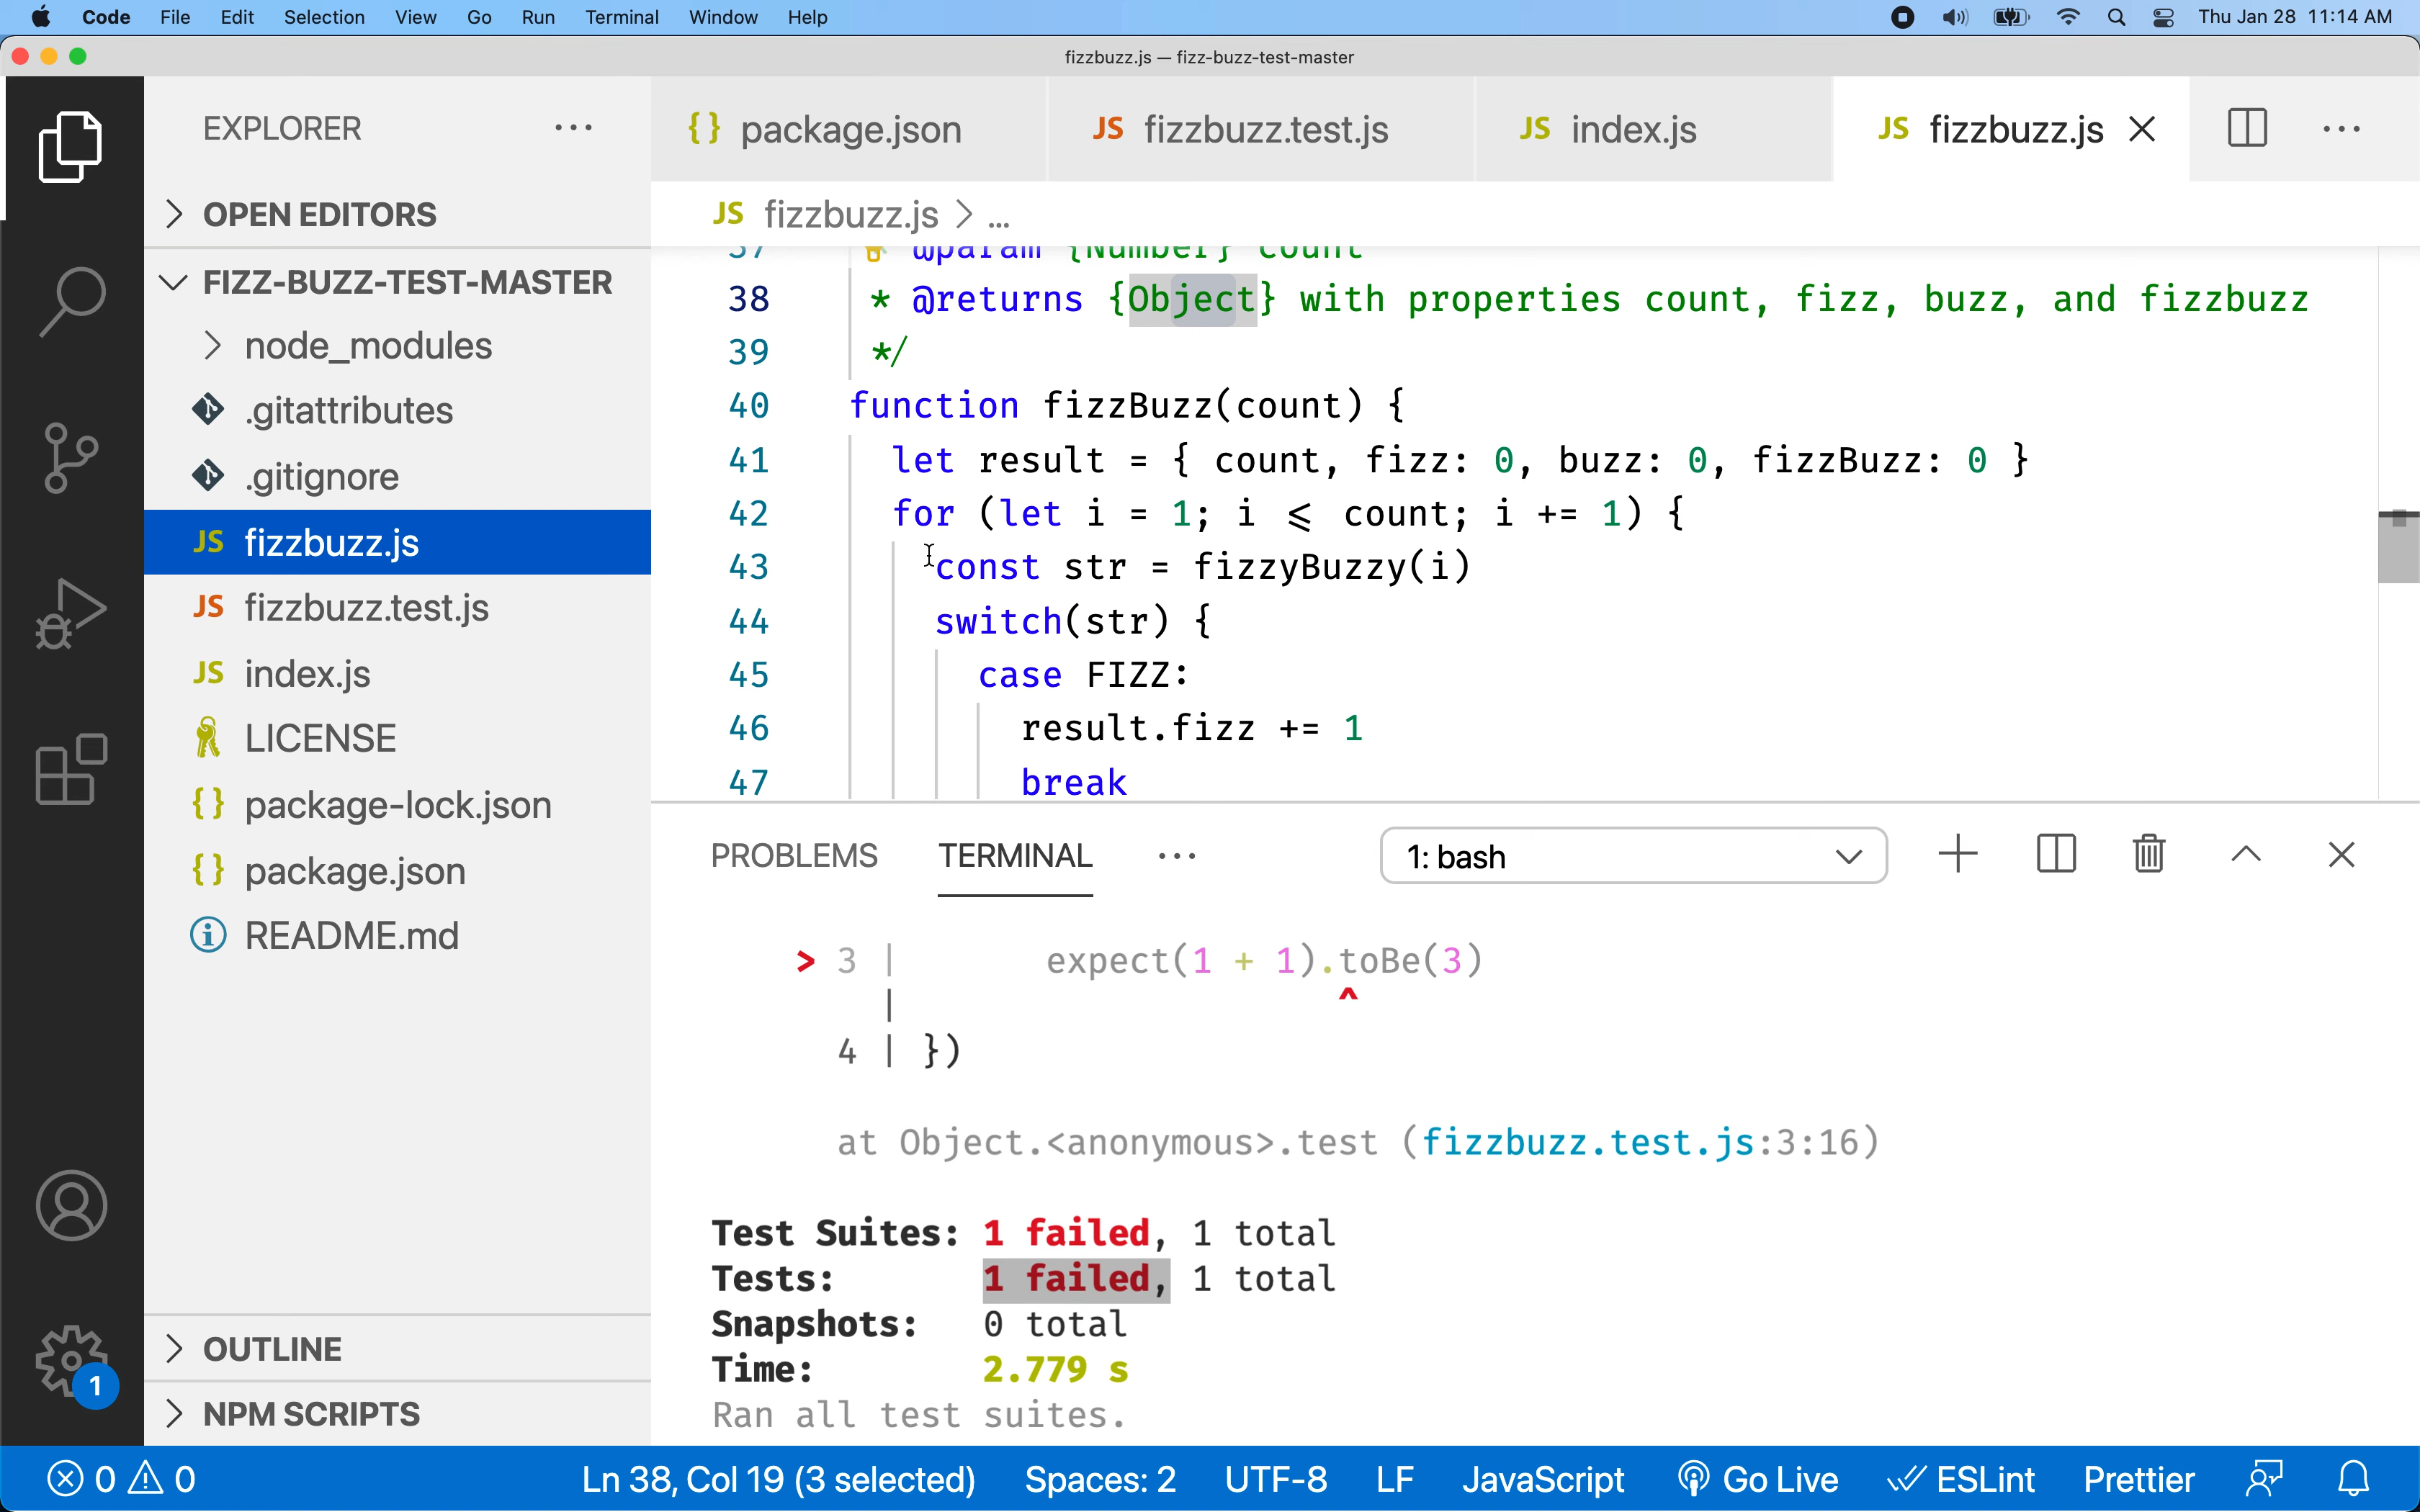 Code File Edit Selection View Go Run Terminal Window Help Thu Jan 28 11:14 AM
fizzbuzz.js — fizz-buzz-test-master
EXPLORER ...
{} package.json JS fizzbuzz.test.js JS index.js JS fizzbuzz.js
OPEN EDITORS
JS fizzbuzz.js > ...
FIZZ-BUZZ-TEST-MASTER
node_modules
.gitattributes
.gitignore
JS fizzbuzz.js
JS fizzbuzz.test.js
JS index.js
LICENSE
{} package-lock.json
{} package.json
README.md
OUTLINE
NPM SCRIPTS
1
37 * @param {Number} count
38 * @returns {Object} with properties count, fizz, buzz, and fizzbuzz
39 */
40 function fizzBuzz(count) {
41 let result = { count, fizz: 0, buzz: 0, fizzBuzz: 0 }
42 for (let i = 1; i ⩽ count; i += 1) {
43 const str = fizzyBuzzy(i)
44 switch(str) {
45 case FIZZ:
46 result.fizz += 1
47 break
PROBLEMS TERMINAL ... 1: bash
> 3 | expect(1 + 1).toBe(3)
| ^
4 | })
at Object.<anonymous>.test (fizzbuzz.test.js:3:16)
Test Suites: 1 failed, 1 total
Tests: 1 failed, 1 total
Snapshots: 0 total
Time: 2.779 s
Ran all test suites.
0 0 Ln 38, Col 19 (3 selected) Spaces: 2 UTF-8 LF JavaScript Go Live ESLint Prettier